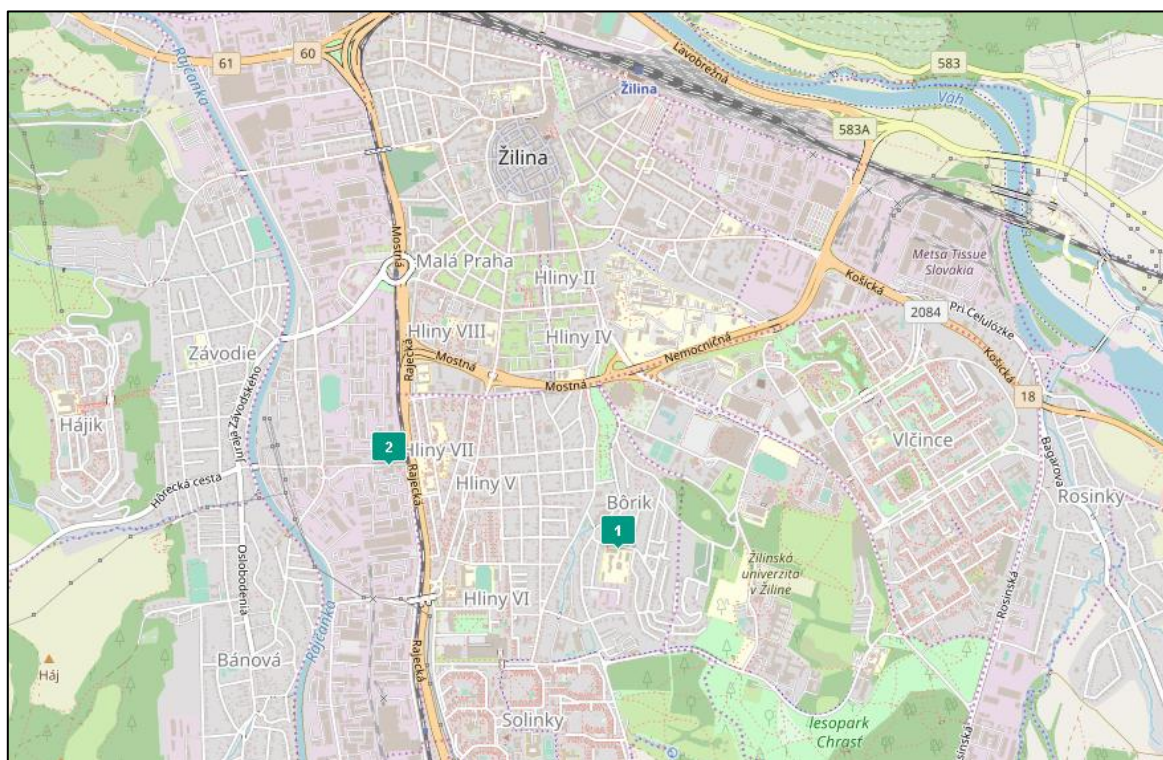 61
60
Rajčanka
Ľavobrežná
583
Váh
Žilina
583A
Žilina
Mostná
Malá Praha
Hliny II
Košická
Metsa Tissue
Slovakia
Pri Celulózke
2084
Hliny VIII
Hliny IV
Nemocničná
Rajecká
Mostná
Mostná
Košická
18
Závodie
Juraja Závodského
Hájik
2
Hliny VII
Vlčince
Bagarova
Hôrecká cesta
Rajecká
Hliny V
Bôrik
Rosinky
1
Oslobodenia
Žilinská
univerzita
v Žiline
Rosinská
Rajčanka
Hliny VI
Bánová
Rajecká
Háj
Solinky
lesopark
Chrasť
sinská